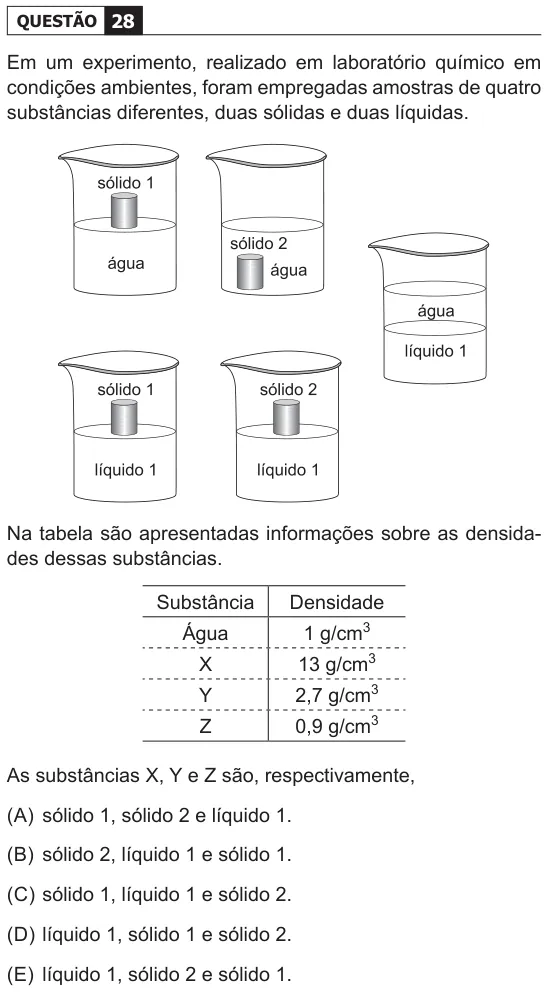 QUESTÃO 28
Em um experimento, realizado em laboratório químico em
condições ambientes, foram empregadas amostras de quatro
substâncias diferentes, duas sólidas e duas líquidas.
sólido 1
água
sólido 2
água
água
líquido 1
sólido 1
líquido 1
sólido 2
líquido 1
Na tabela são apresentadas informações sobre as densida-
des dessas substâncias.
Substância Densidade
Água 1 g/cm³
X 13 g/cm³
Y 2,7 g/cm³
Z 0,9 g/cm³
As substâncias X, Y e Z são, respectivamente,
(A) sólido 1, sólido 2 e líquido 1.
(B) sólido 2, líquido 1 e sólido 1.
(C) sólido 1, líquido 1 e sólido 2.
(D) líquido 1, sólido 1 e sólido 2.
(E) líquido 1, sólido 2 e sólido 1.